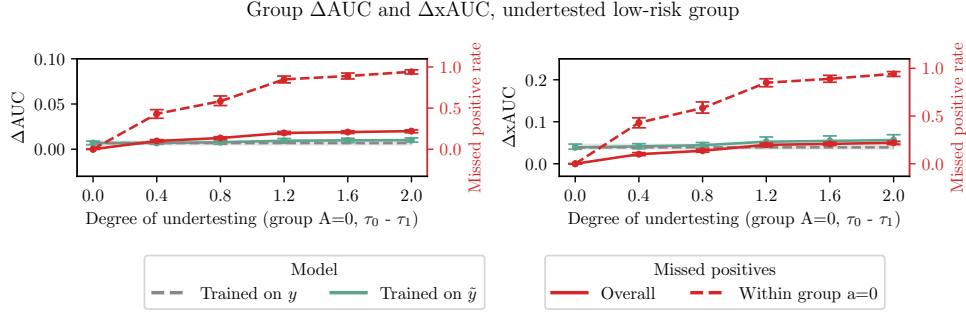 Group ΔAUC and ΔxAUC, undertested low-risk group
0.10
0.05
0.00
ΔAUC
1.0
0.5
0.0
Missed positive rate
0.0 0.4 0.8 1.2 1.6 2.0
Degree of undertesting (group A=0, τ₀ - τ₁)
0.2
0.1
0.0
ΔxAUC
1.0
0.5
0.0
Missed positive rate
0.0 0.4 0.8 1.2 1.6 2.0
Degree of undertesting (group A=0, τ₀ - τ₁)
Model
Trained on y Trained on ỹ
Missed positives
Overall Within group a=0